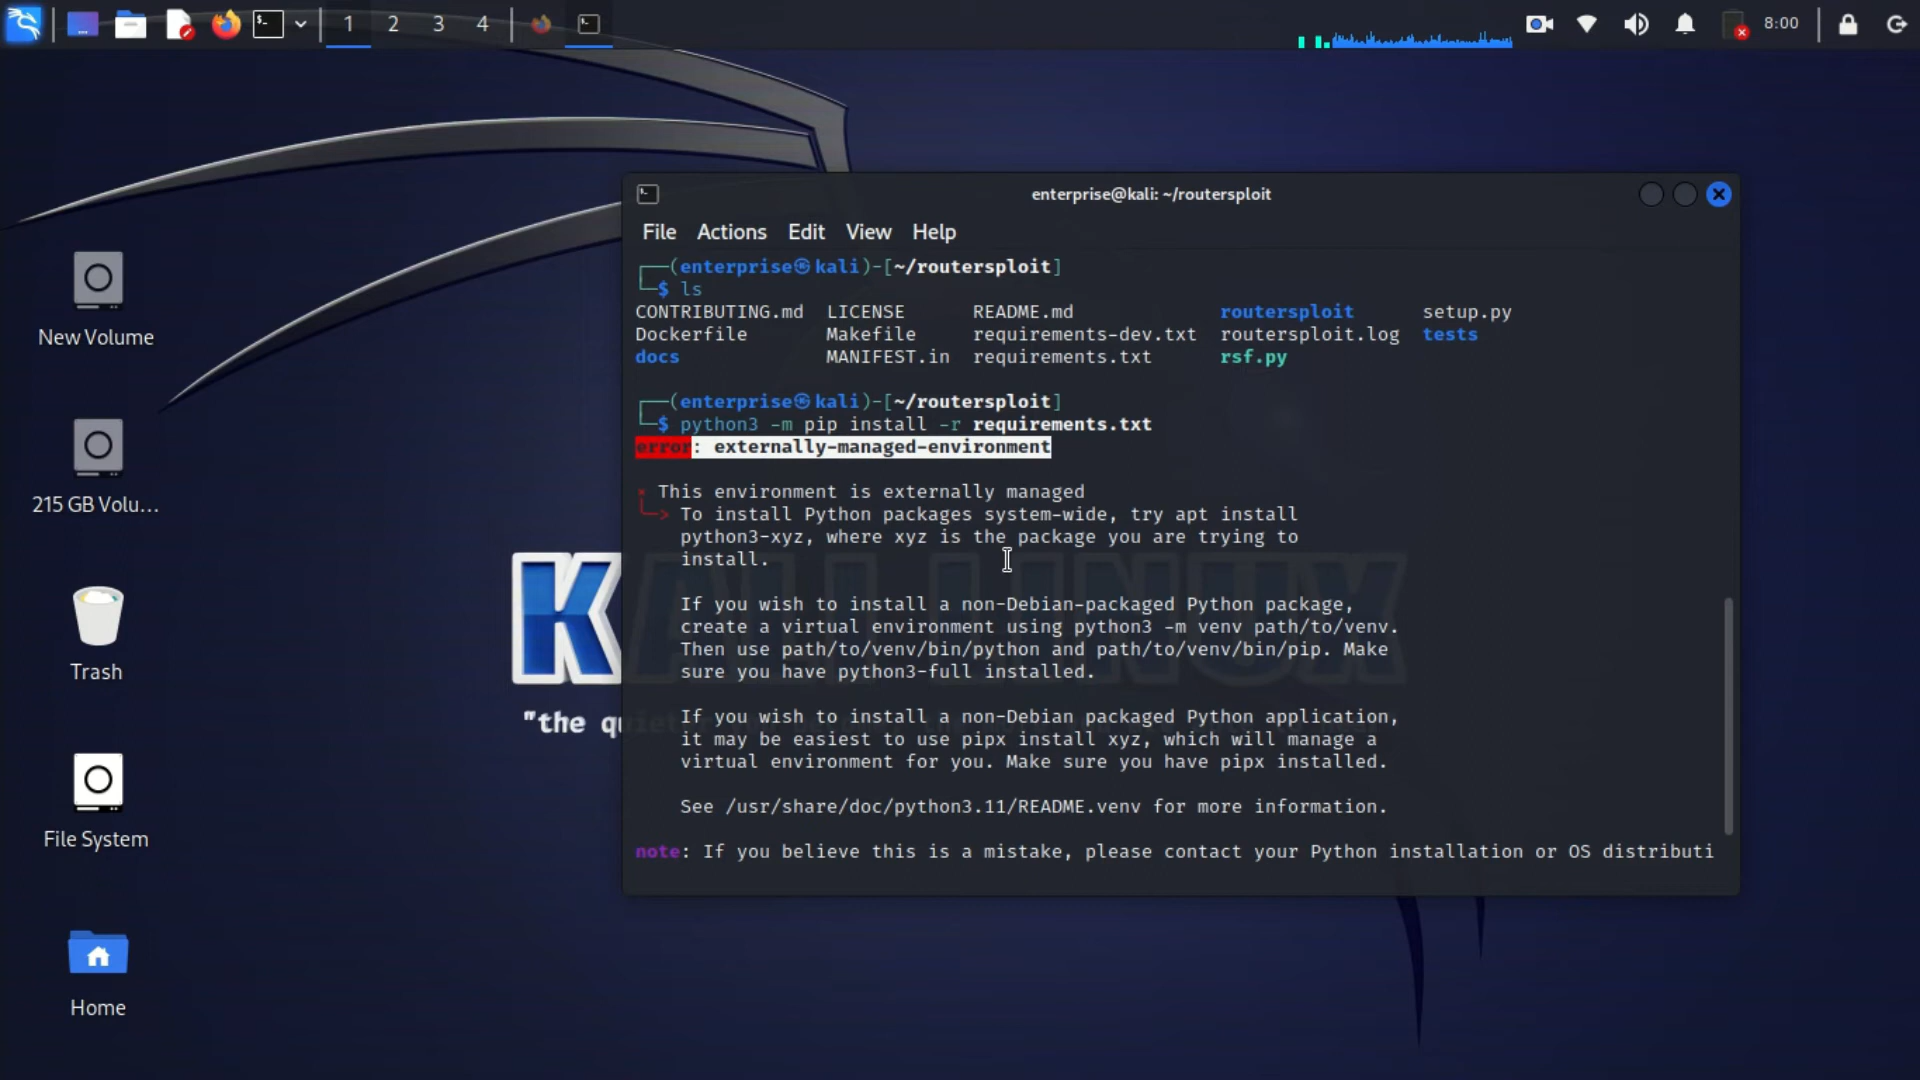 1 2 3 4
8:00
New Volume
215 GB Volu...
Trash
File System
Home
"the qu
enterprise@kali: ~/routersploit
File Actions Edit View Help
┌──(enterprise㉿kali)-[~/routersploit]
└─$ ls
CONTRIBUTING.md LICENSE README.md routersploit setup.py
Dockerfile Makefile requirements-dev.txt routersploit.log tests
docs MANIFEST.in requirements.txt rsf.py
┌──(enterprise㉿kali)-[~/routersploit]
└─$ python3 -m pip install -r requirements.txt
error: externally-managed-environment
× This environment is externally managed
╰─> To install Python packages system-wide, try apt install
python3-xyz, where xyz is the package you are trying to
install.
If you wish to install a non-Debian-packaged Python package,
create a virtual environment using python3 -m venv path/to/venv.
Then use path/to/venv/bin/python and path/to/venv/bin/pip. Make
sure you have python3-full installed.
If you wish to install a non-Debian packaged Python application,
it may be easiest to use pipx install xyz, which will manage a
virtual environment for you. Make sure you have pipx installed.
See /usr/share/doc/python3.11/README.venv for more information.
note: If you believe this is a mistake, please contact your Python installation or OS distributi
KALI LINUX